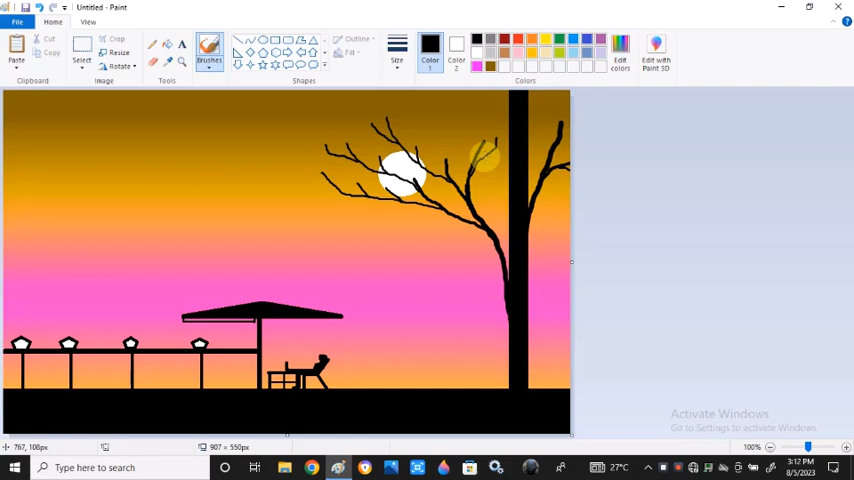 Untitled - Paint
File Home View
Paste
Cut
Copy
Clipboard
Select
Crop
Resize
Rotate
Image
Tools
Brushes
Shapes
Outline
Fill
Size
Color 1
Color 2
Colors
Edit colors
Edit with Paint 3D
Activate Windows
Go to Settings to activate Windows.
767, 108px
907 × 550px
100%
Type here to search
27°C
3:12 PM
8/5/2023